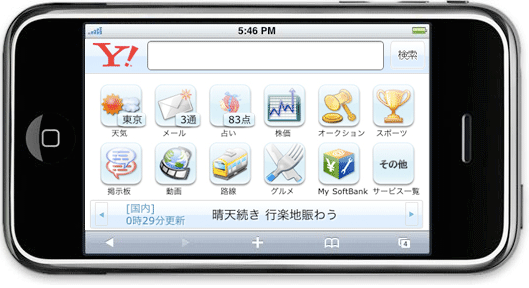 5:46 PM
Y!
検索
東京
3通
83点
天気
メール
占い
株価
オークション
スポーツ
その他
掲示板
動画
路線
グルメ
My SoftBank
サービス一覧
[国内]
0時29分更新
晴天続き 行楽地賑わう
4